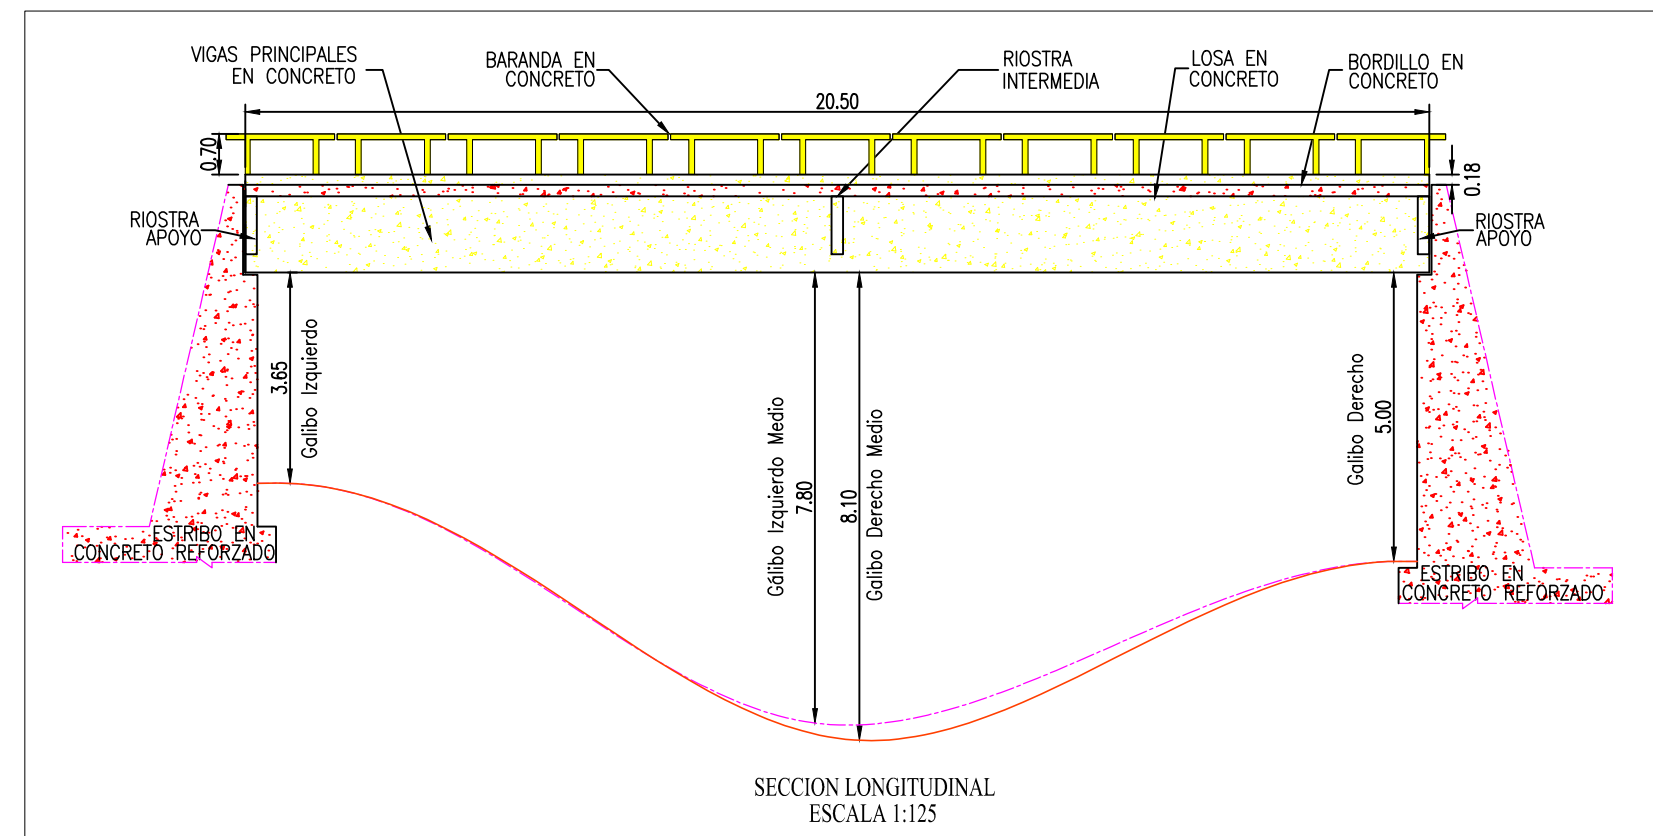 VIGAS PRINCIPALES
EN CONCRETO
BARANDA EN
CONCRETO
RIOSTRA
INTERMEDIA
LOSA EN
CONCRETO
BORDILLO EN
CONCRETO
20.50
0.70
0.18
RIOSTRA
APOYO
RIOSTRA
APOYO
3.65
Galibo Izquierdo
Gálibo Izquierdo Medio
7.80
8.10
Galibo Derecho Medio
Galibo Derecho
5.00
ESTRIBO EN
CONCRETO REFORZADO
ESTRIBO EN
CONCRETO REFORZADO
SECCION LONGITUDINAL
ESCALA 1:125